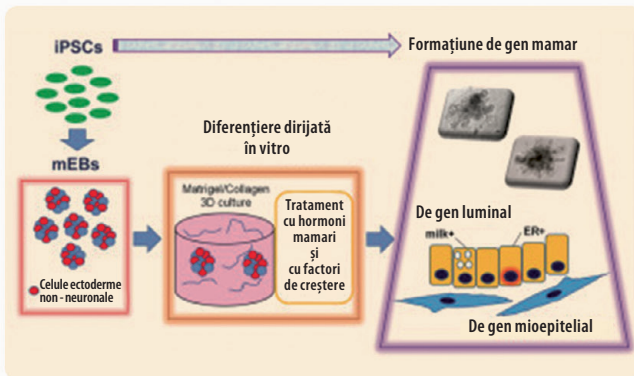 iPSCs
Formațiune de gen mamar
mEBs
Celule ectoderme
non - neuronale
Diferențiere dirijată
în vitro
Matrigel/Collagen
3D culture
Tratament
cu hormoni
mamari
și
cu factori
de creștere
De gen luminal
milk+
ER+
De gen mioepitelial